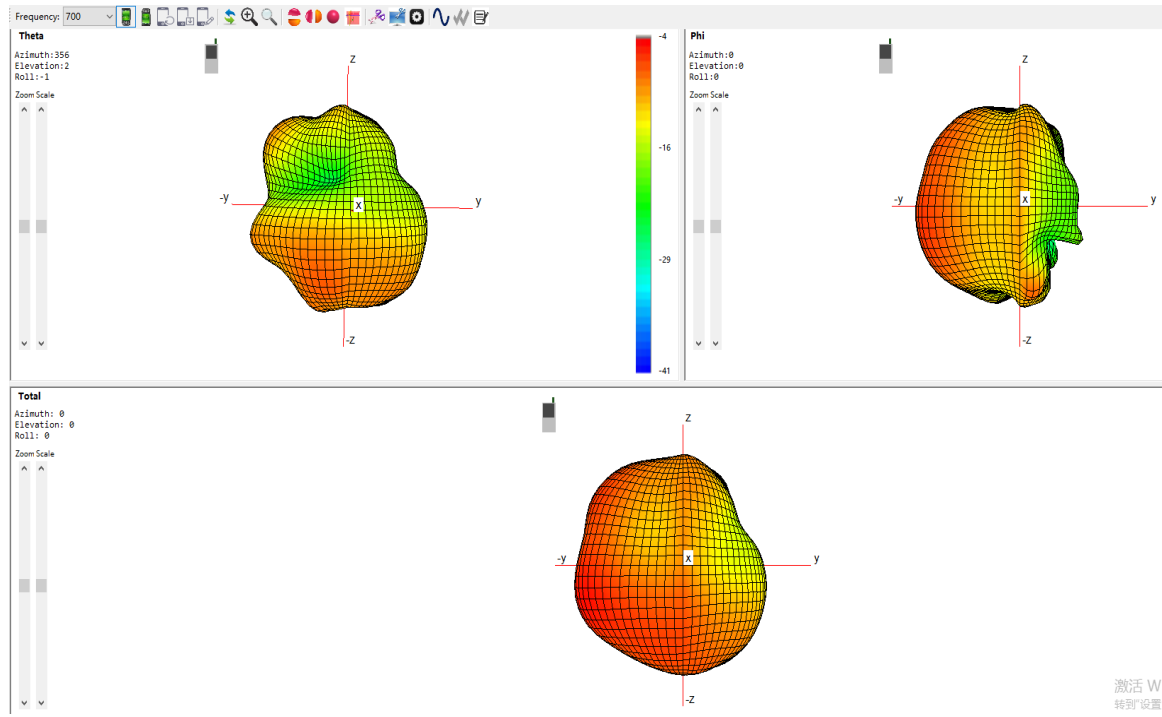 Frequency: 700
Theta
Azimuth:356
Elevation:2
Roll:-1
Zoom Scale
Z
-y
X
y
-Z
-4
-16
-29
-41
Phi
Azimuth:0
Elevation:0
Roll:0
Zoom Scale
Z
-y
X
y
-Z
Total
Azimuth: 0
Elevation: 0
Roll: 0
Zoom Scale
Z
-y
X
y
-Z
激活 W
转到"设置